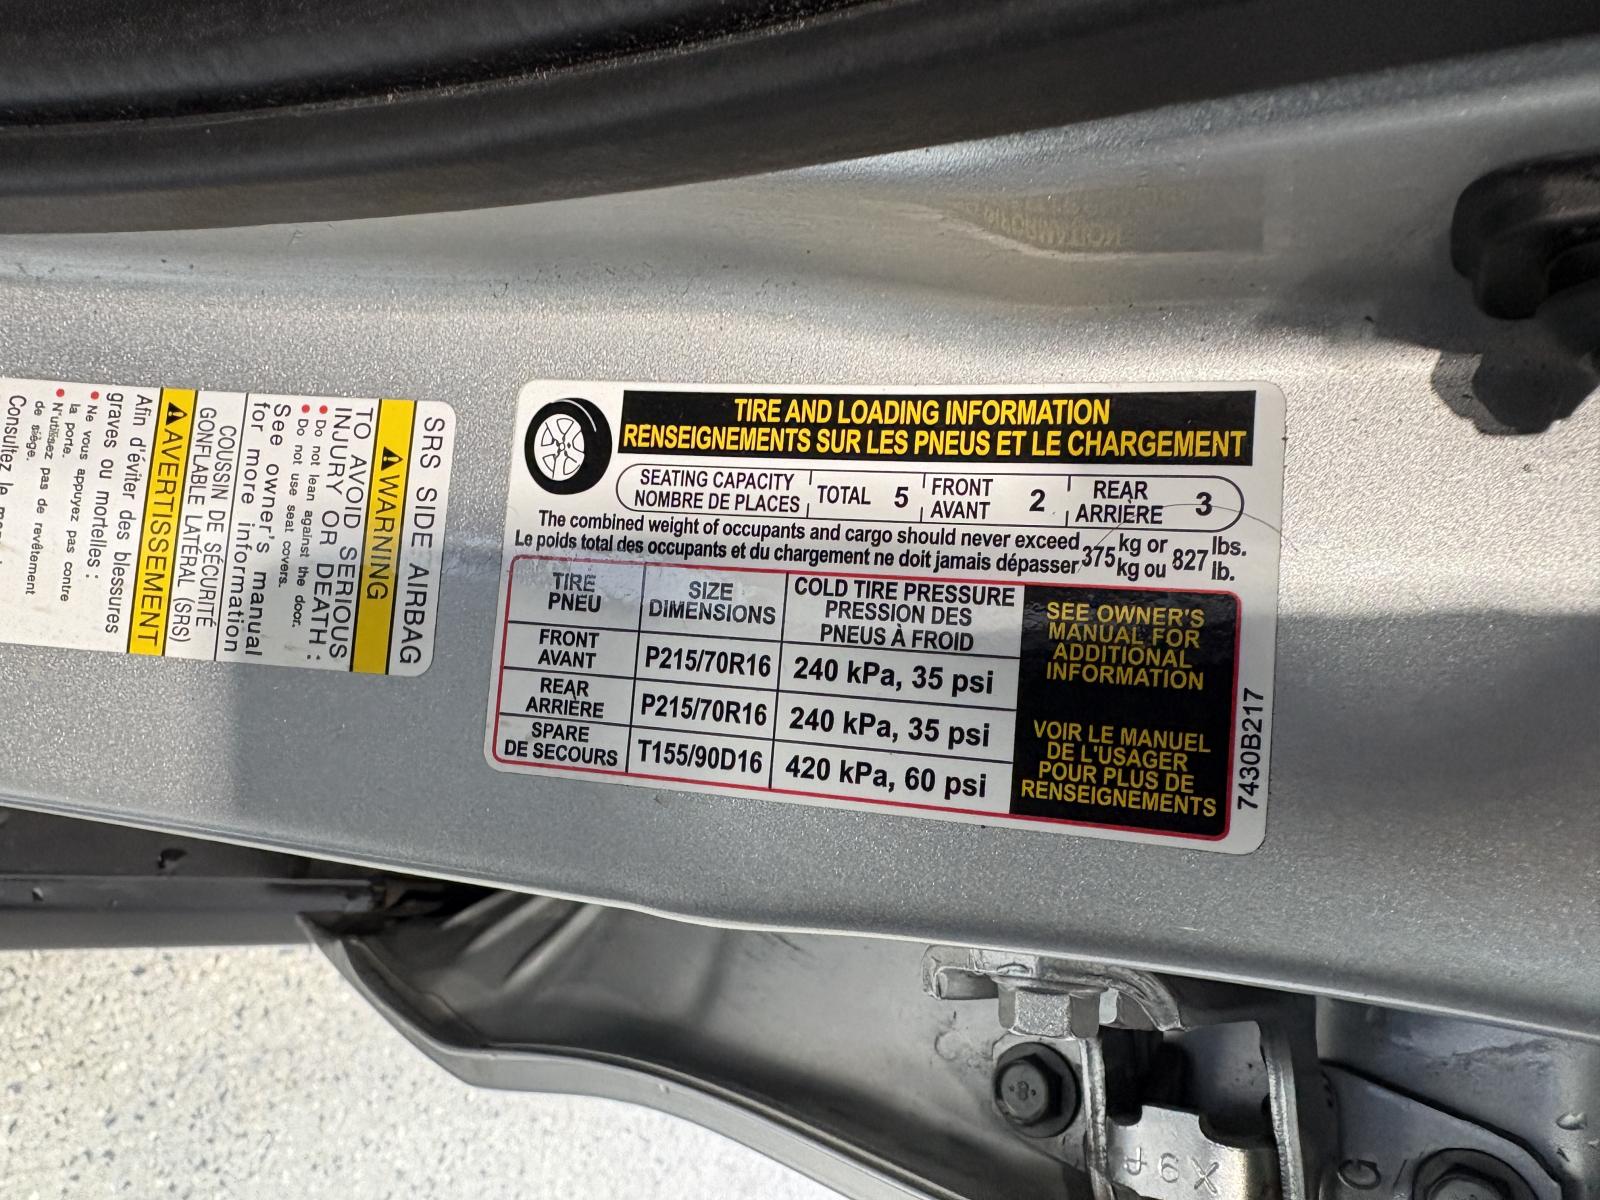 TIRE AND LOADING INFORMATION
RENSEIGNEMENTS SUR LES PNEUS ET LE CHARGEMENT
SEATING CAPACITY
NOMBRE DE PLACES
TOTAL 5
FRONT
AVANT
2
REAR
ARRIÈRE
3
The combined weight of occupants and cargo should never exceed
Le poids total des occupants et du chargement ne doit jamais dépasser
375
kg or
kg ou
827
lbs.
lb.
TIRE
PNEU
SIZE
DIMENSIONS
COLD TIRE PRESSURE
PRESSION DES
PNEUS À FROID
FRONT
AVANT
P215/70R16
240 kPa, 35 psi
REAR
ARRIÈRE
P215/70R16
240 kPa, 35 psi
SPARE
DE SECOURS
T155/90D16
420 kPa, 60 psi
SEE OWNER'S
MANUAL FOR
ADDITIONAL
INFORMATION
VOIR LE MANUEL
DE L'USAGER
POUR PLUS DE
RENSEIGNEMENTS
7430B217
SRS SIDE AIRBAG
WARNING
TO AVOID SERIOUS
INJURY OR DEATH :
• Do not lean against the door.
• Do not use seat covers.
See owner's manual
for more information
COUSSIN DE SÉCURITÉ
GONFLABLE LATÉRAL (SRS)
AVERTISSEMENT
Afin d'éviter des blessures
graves ou mortelles :
• Ne vous appuyez pas contre
la porte.
• N'utilisez pas de revêtement
de siège.
Consultez le
X9
G
8